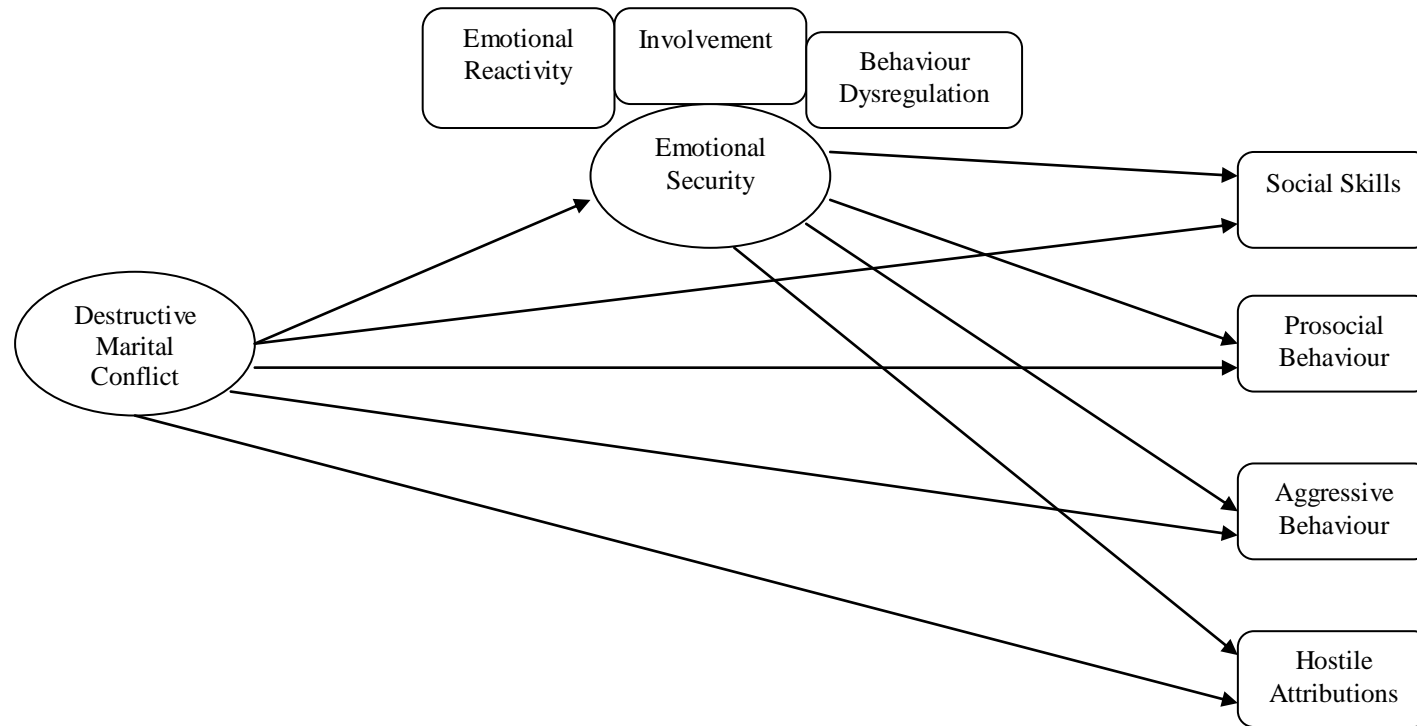 Emotional
Reactivity
Involvement
Behaviour
Dysregulation
Emotional
Security
Social Skills
Destructive
Marital
Conflict
Prosocial
Behaviour
Aggressive
Behaviour
Hostile
Attributions